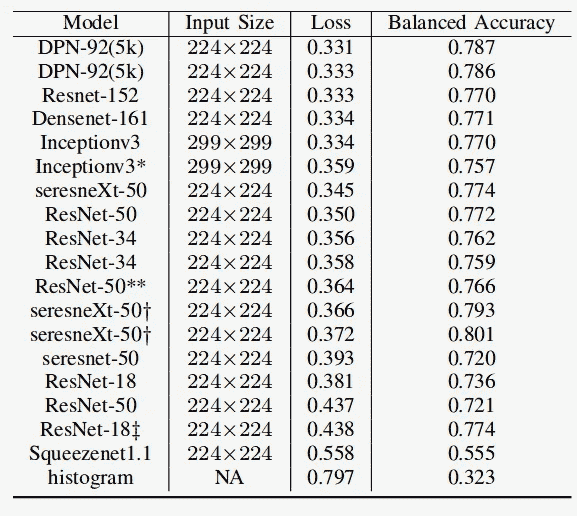 Model Input Size Loss Balanced Accuracy
DPN-92(5k) 224×224 0.331 0.787
DPN-92(5k) 224×224 0.333 0.786
Resnet-152 224×224 0.333 0.770
Densenet-161 224×224 0.334 0.771
Inceptionv3 299×299 0.334 0.770
Inceptionv3* 299×299 0.359 0.757
seresneXt-50 224×224 0.345 0.774
ResNet-50 224×224 0.350 0.772
ResNet-34 224×224 0.356 0.762
ResNet-34 224×224 0.358 0.759
ResNet-50** 224×224 0.364 0.766
seresneXt-50† 224×224 0.366 0.793
seresneXt-50† 224×224 0.372 0.801
seresnet-50 224×224 0.393 0.720
ResNet-18 224×224 0.381 0.736
ResNet-50 224×224 0.437 0.721
ResNet-18‡ 224×224 0.438 0.774
Squeezenet1.1 224×224 0.558 0.555
histogram NA 0.797 0.323